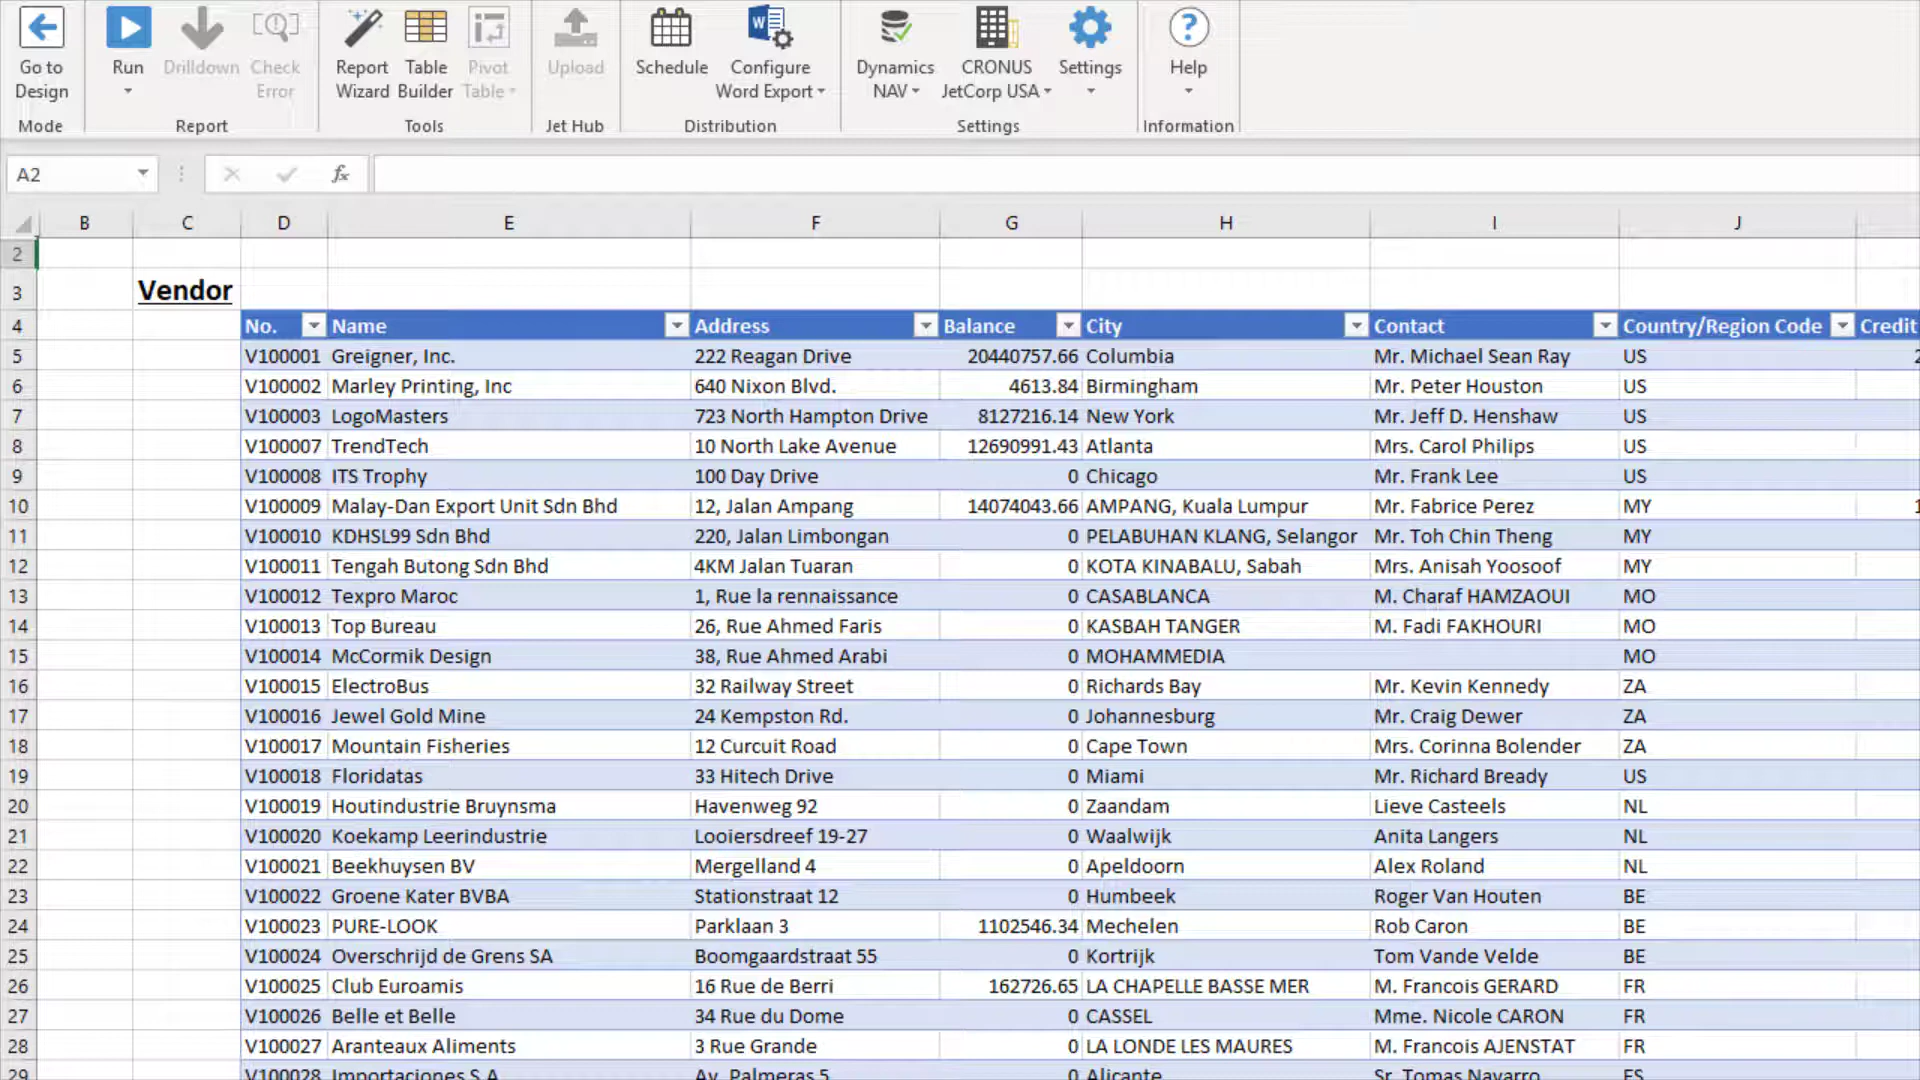 Go to Design
Run
Drilldown
Check Error
Report Wizard
Table Builder
Pivot Table
Upload
Schedule
Configure Word Export
Dynamics NAV
CRONUS JetCorp USA
Settings
Help
Mode
Report
Tools
Jet Hub
Distribution
Settings
Information
A2
fx
B C D E F G H I J
2
3 Vendor
4 No. Name Address Balance City Contact Country/Region Code Credit
5 V100001 Greigner, Inc. 222 Reagan Drive 20440757.66 Columbia Mr. Michael Sean Ray US
6 V100002 Marley Printing, Inc 640 Nixon Blvd. 4613.84 Birmingham Mr. Peter Houston US
7 V100003 LogoMasters 723 North Hampton Drive 8127216.14 New York Mr. Jeff D. Henshaw US
8 V100007 TrendTech 10 North Lake Avenue 12690991.43 Atlanta Mrs. Carol Philips US
9 V100008 ITS Trophy 100 Day Drive 0 Chicago Mr. Frank Lee US
10 V100009 Malay-Dan Export Unit Sdn Bhd 12, Jalan Ampang 14074043.66 AMPANG, Kuala Lumpur Mr. Fabrice Perez MY
11 V100010 KDHSL99 Sdn Bhd 220, Jalan Limbongan 0 PELABUHAN KLANG, Selangor Mr. Toh Chin Theng MY
12 V100011 Tengah Butong Sdn Bhd 4KM Jalan Tuaran 0 KOTA KINABALU, Sabah Mrs. Anisah Yoosoof MY
13 V100012 Texpro Maroc 1, Rue la rennaissance 0 CASABLANCA M. Charaf HAMZAOUI MO
14 V100013 Top Bureau 26, Rue Ahmed Faris 0 KASBAH TANGER M. Fadi FAKHOURI MO
15 V100014 McCormik Design 38, Rue Ahmed Arabi 0 MOHAMMEDIA MO
16 V100015 ElectroBus 32 Railway Street 0 Richards Bay Mr. Kevin Kennedy ZA
17 V100016 Jewel Gold Mine 24 Kempston Rd. 0 Johannesburg Mr. Craig Dewer ZA
18 V100017 Mountain Fisheries 12 Curcuit Road 0 Cape Town Mrs. Corinna Bolender ZA
19 V100018 Floridatas 33 Hitech Drive 0 Miami Mr. Richard Bready US
20 V100019 Houtindustrie Bruynsma Havenweg 92 0 Zaandam Lieve Casteels NL
21 V100020 Koekamp Leerindustrie Looiersdreef 19-27 0 Waalwijk Anita Langers NL
22 V100021 Beekhuysen BV Mergelland 4 0 Apeldoorn Alex Roland NL
23 V100022 Groene Kater BVBA Stationstraat 12 0 Humbeek Roger Van Houten BE
24 V100023 PURE-LOOK Parklaan 3 1102546.34 Mechelen Rob Caron BE
25 V100024 Overschrijd de Grens SA Boomgaardstraat 55 0 Kortrijk Tom Vande Velde BE
26 V100025 Club Euroamis 16 Rue de Berri 162726.65 LA CHAPELLE BASSE MER M. Francois GERARD FR
27 V100026 Belle et Belle 34 Rue du Dome 0 CASSEL Mme. Nicole CARON FR
28 V100027 Aranteaux Aliments 3 Rue Grande 0 LA LONDE LES MAURES M. Francois AJENSTAT FR
29 V100028 Importaciones S.A. Av. Palmeras 5 0 Alicante Sr. Tomas Navarro ES